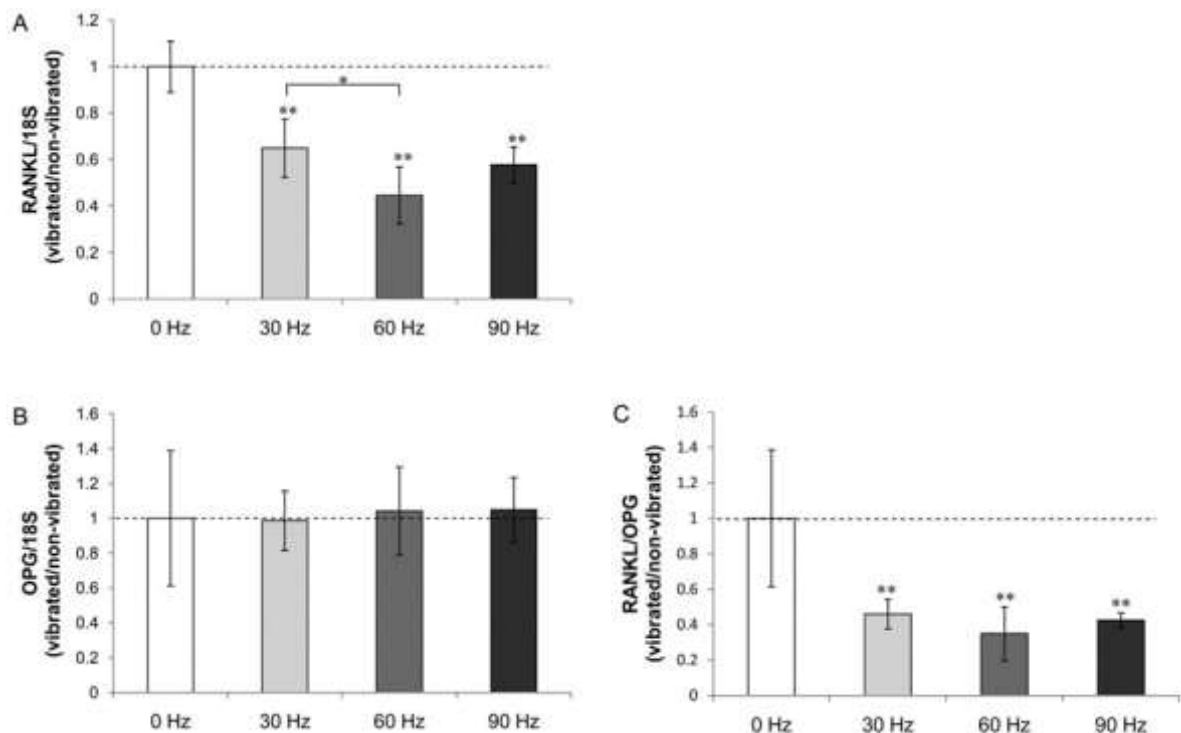 A
RANKL/18S
(vibrated/non-vibrated)
1.2
1
0.8
0.6
0.4
0.2
0
*
**
**
**
0 Hz 30 Hz 60 Hz 90 Hz
B
OPG/18S
(vibrated/non-vibrated)
1.6
1.4
1.2
1
0.8
0.6
0.4
0.2
0
0 Hz 30 Hz 60 Hz 90 Hz
C
RANKL/OPG
(vibrated/non-vibrated)
1.6
1.4
1.2
1
0.8
0.6
0.4
0.2
0
**
**
**
0 Hz 30 Hz 60 Hz 90 Hz